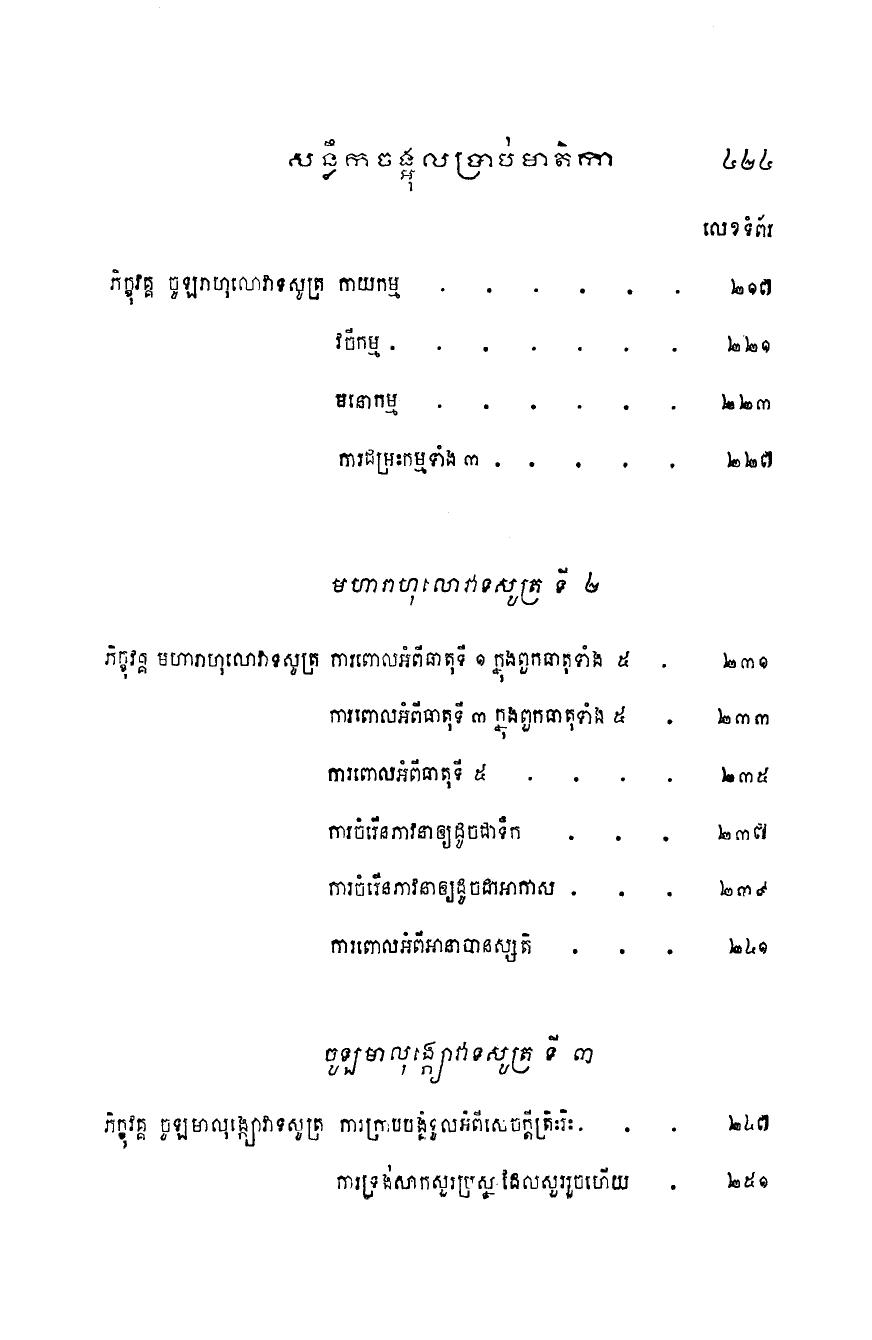 សន្លឹកចង្អុលប្រាប់មាតិកា ៤២៤
លេខទំព័រ
ភិក្ខុវគ្គ ចូឡរាហុលោវាទសូត្រ កាយកម្ម . . . . . . ២១៧
វចីកម្ម . . . . . . . ២២១
មនោកម្ម . . . . . . ២២៣
ការជម្រះកម្មទាំង ៣ . . . . . ២២៧
មហារាហុលោវាទសូត្រ ទី ២
ភិក្ខុវគ្គ មហារាហុលោវាទសូត្រ ការពោលអំពីធាតុទី ១ ក្នុងពួកធាតុទាំង ៥ . ២៣១
ការពោលអំពីធាតុទី ៣ ក្នុងពួកធាតុទាំង ៥ . ២៣៣
ការពោលអំពីធាតុទី ៥ . . . . ២៣៥
ការចំរើនភាវនាឲ្យដូចជាទឹក . . . ២៣៧
ការចំរើនភាវនាឲ្យដូចជាអាកាស . . . ២៣៩
ការពោលអំពីអានាបានស្សតិ . . . ២៤១
ចូឡមាលុង្ក្យោវាទសូត្រ ទី ៣
ភិក្ខុវគ្គ ចូឡមាលុង្ក្យោវាទសូត្រ ការក្រាបបង្គំទូលអំពីសេចក្តីត្រិះរិះ . . . ២៤៧
ការទ្រង់សាកសួរប្រស្នាដែលសួររួចហើយ . ២៥១